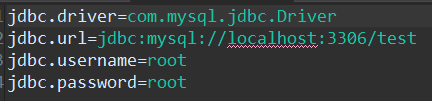 jdbc.driver=com.mysql.jdbc.Driver
jdbc.url=jdbc:mysql://localhost:3306/test
jdbc.username=root
jdbc.password=root